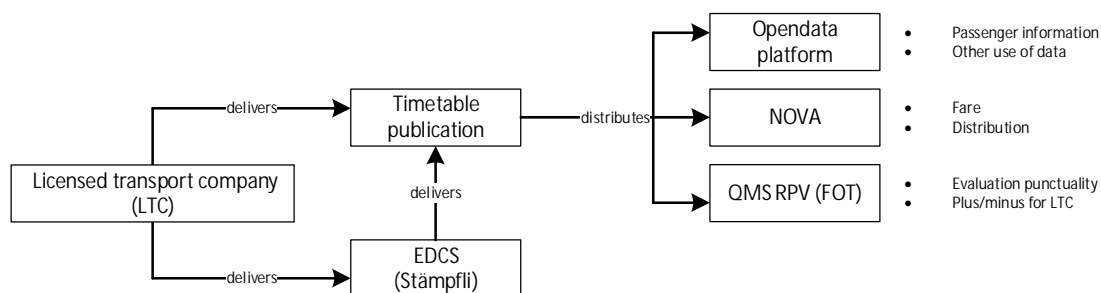 Opendata
platform
• Passenger information
• Other use of data
delivers
Timetable
publication
distributes
NOVA
• Fare
• Distribution
Licensed transport company
(LTC)
delivers
QMS RPV (FOT)
• Evaluation punctuality
• Plus/minus for LTC
delivers
EDCS
(Stämpfli)